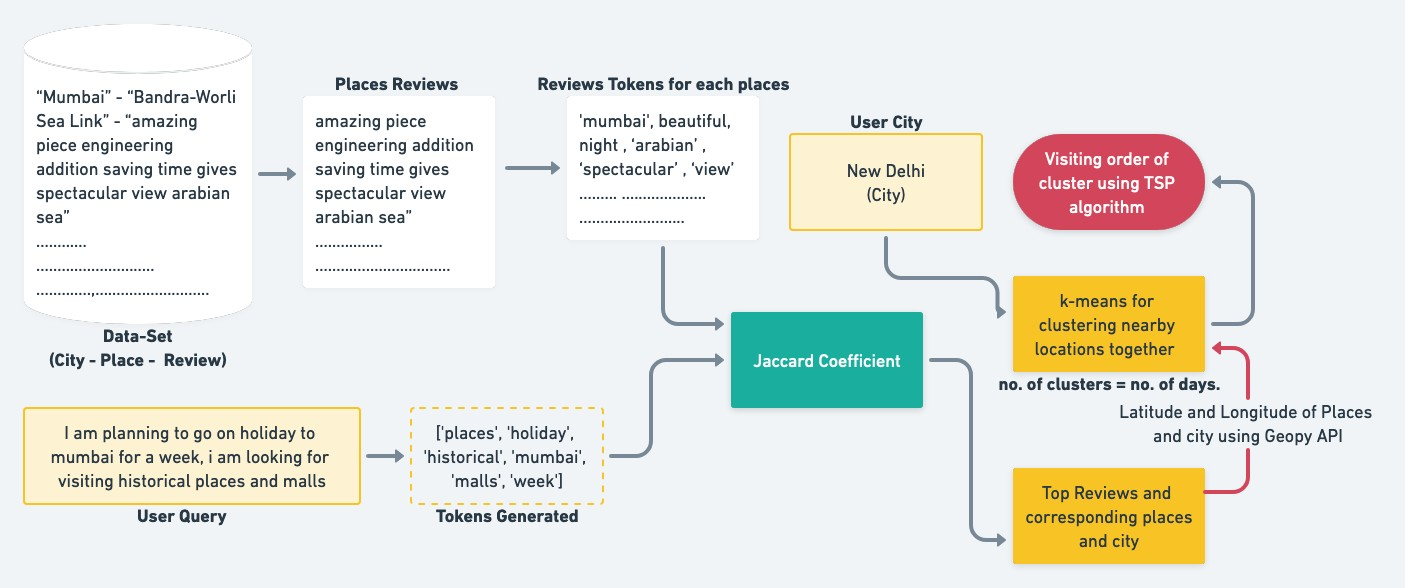 “Mumbai” - “Bandra-Worli
Sea Link” - “amazing
piece engineering
addition saving time gives
spectacular view arabian
sea”
............
............................
.............,...........................
Data-Set
(City - Place -  Review)
Places Reviews
amazing piece
engineering addition
saving time gives
spectacular view
arabian sea”
................
................................
Reviews Tokens for each places
'mumbai', beautiful,
night , ‘arabian’ ,
‘spectacular’ , ‘view’
......... ....................
.........................
User City
New Delhi
(City)
Visiting order of
cluster using TSP
algorithm
k-means for
clustering nearby
locations together
no. of clusters = no. of days.
Jaccard Coefficient
Latitude and Longitude of Places
and city using Geopy API
I am planning to go on holiday to
mumbai for a week, i am looking for
visiting historical places and malls
User Query
['places', 'holiday',
'historical', 'mumbai',
'malls', 'week']
Tokens Generated
Top Reviews and
corresponding places
and city